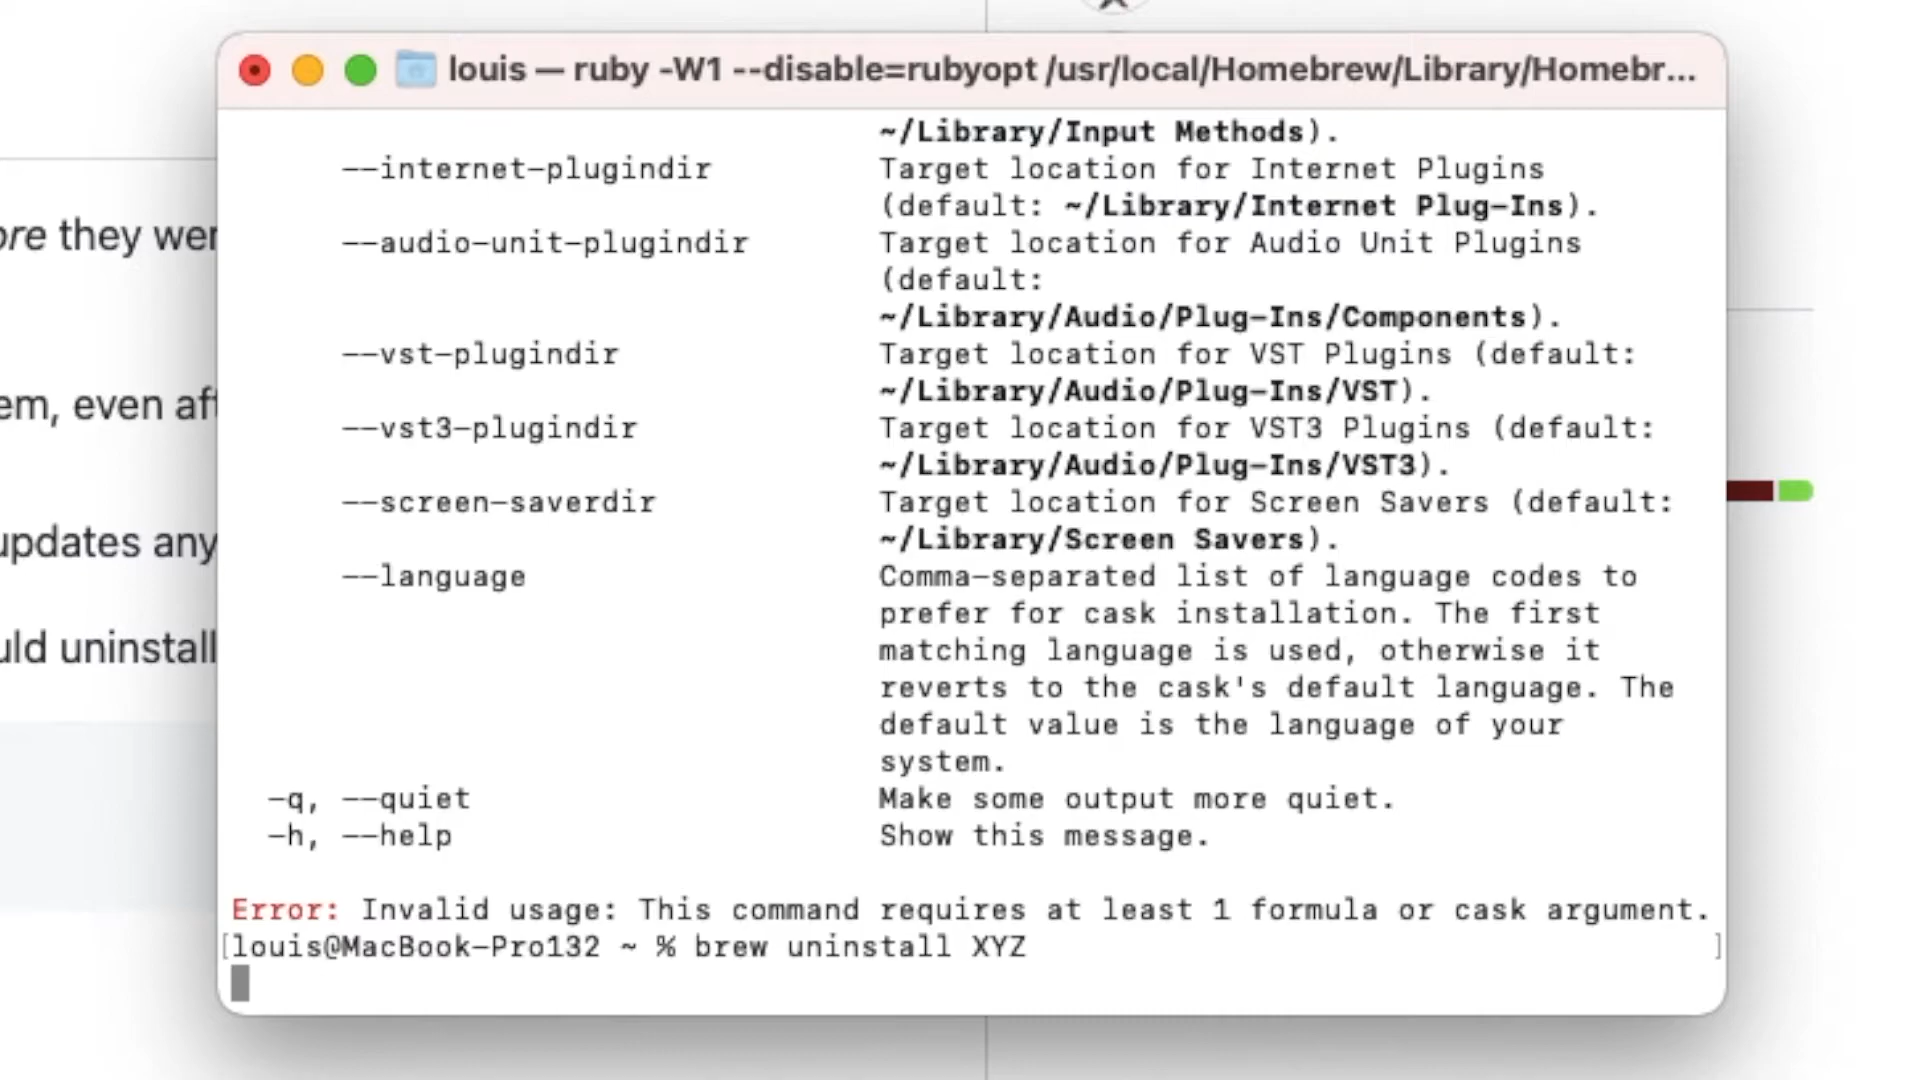 louis — ruby -W1 --disable=rubyopt /usr/local/Homebrew/Library/Homebr...
~/Library/Input Methods).
--internet-plugindir Target location for Internet Plugins
(default: ~/Library/Internet Plug-Ins).
--audio-unit-plugindir Target location for Audio Unit Plugins
(default:
~/Library/Audio/Plug-Ins/Components).
--vst-plugindir Target location for VST Plugins (default:
~/Library/Audio/Plug-Ins/VST).
--vst3-plugindir Target location for VST3 Plugins (default:
~/Library/Audio/Plug-Ins/VST3).
--screen-saverdir Target location for Screen Savers (default:
~/Library/Screen Savers).
--language Comma-separated list of language codes to
prefer for cask installation. The first
matching language is used, otherwise it
reverts to the cask's default language. The
default value is the language of your
system.
-q, --quiet Make some output more quiet.
-h, --help Show this message.
Error: Invalid usage: This command requires at least 1 formula or cask argument.
[louis@MacBook-Pro132 ~ % brew uninstall XYZ ]
they
even
updates any
uninstall